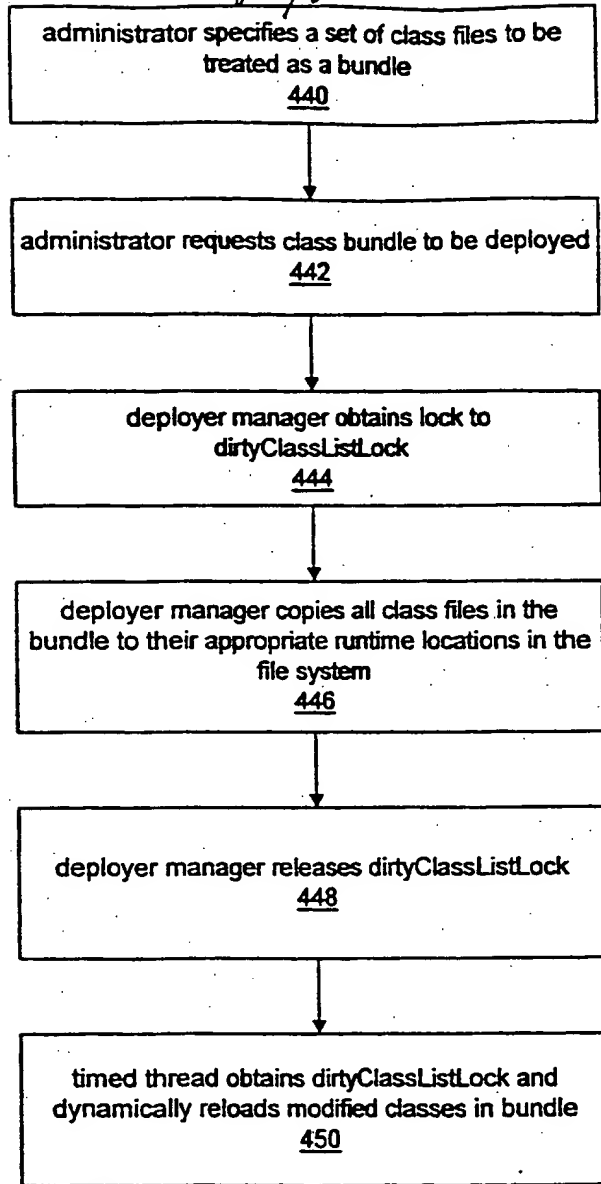 administrator specifies a set of class files to be
treated as a bundle
440
administrator requests class bundle to be deployed
442
deployer manager obtains lock to
dirtyClassListLock
444
deployer manager copies all class files in the
bundle to their appropriate runtime locations in the
file system
446
deployer manager releases dirtyClassListLock
448
timed thread obtains dirtyClassListLock and
dynamically reloads modified classes in bundle
450